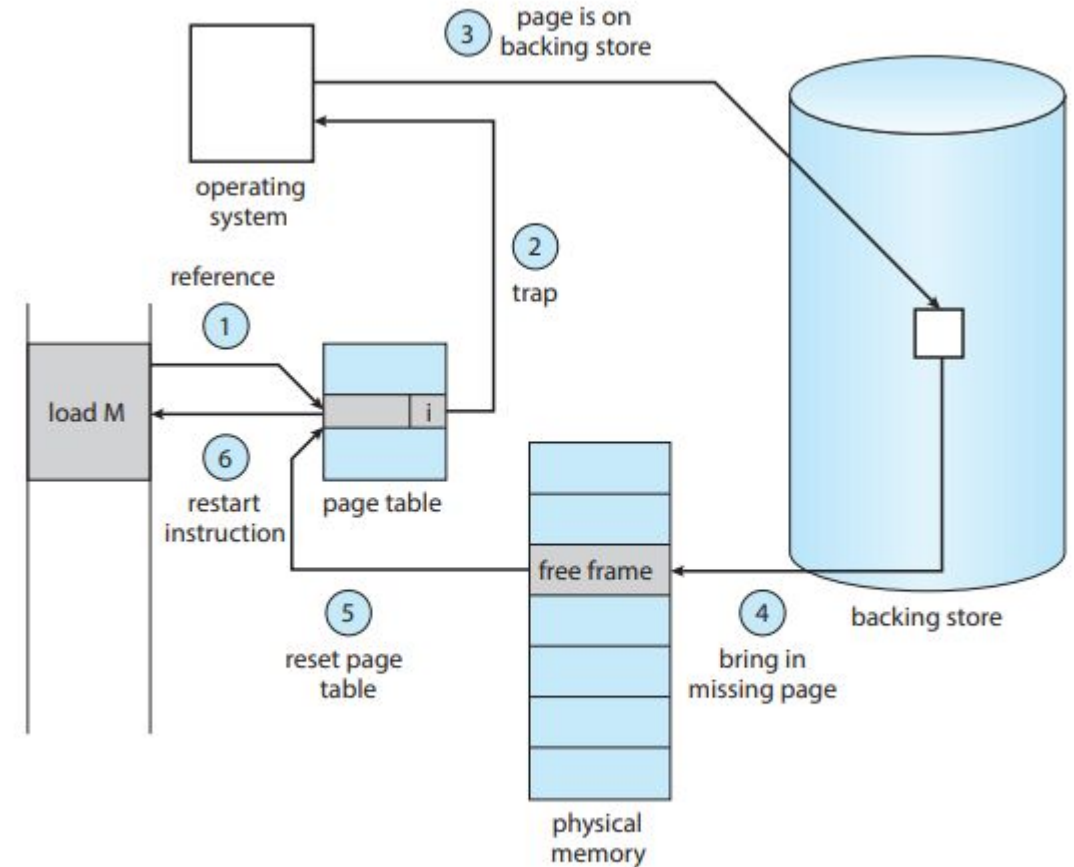 3
page is on
backing store
operating
system
reference
1
2
trap
load M
i
6
restart
instruction
page table
free frame
5
reset page
table
4
bring in
missing page
backing store
physical
memory